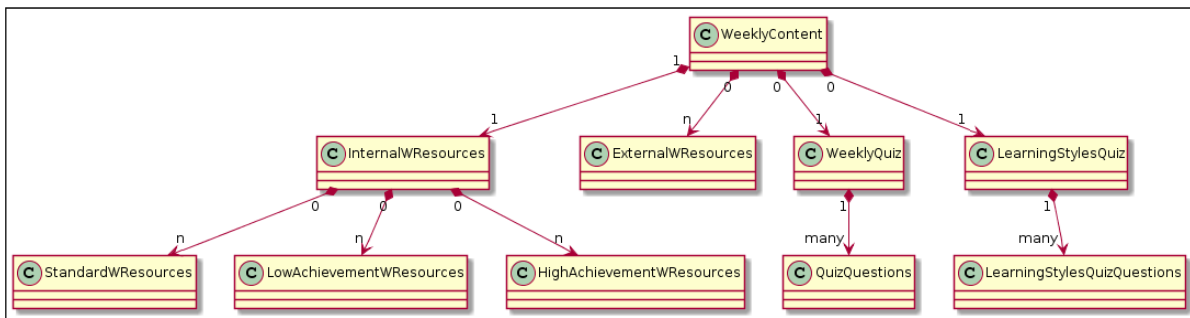 C WeeklyContent
1 0 0 0
1 n 1 1
C InternalWResources C ExternalWResources C WeeklyQuiz C LearningStylesQuiz
0 0 0 1 1
n n n many many
C StandardWResources C LowAchievementWResources C HighAchievementWResources C QuizQuestions C LearningStylesQuizQuestions